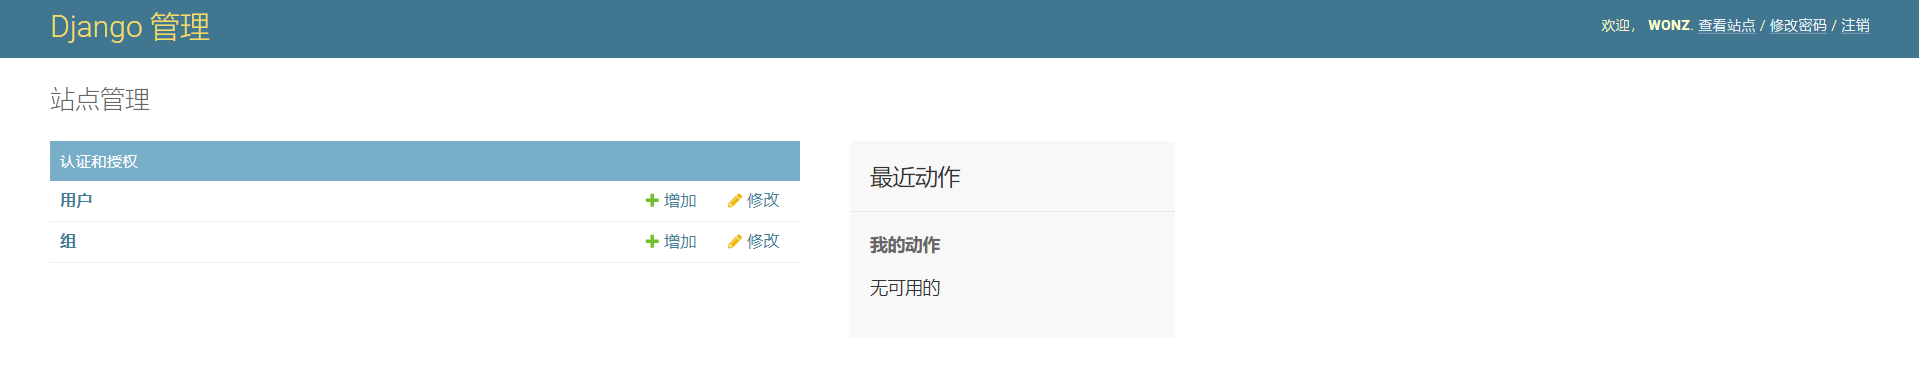 Django 管理
欢迎， WONZ. 查看站点 / 修改密码 / 注销
站点管理
认证和授权
用户 增加 修改
组 增加 修改
最近动作
我的动作
无可用的